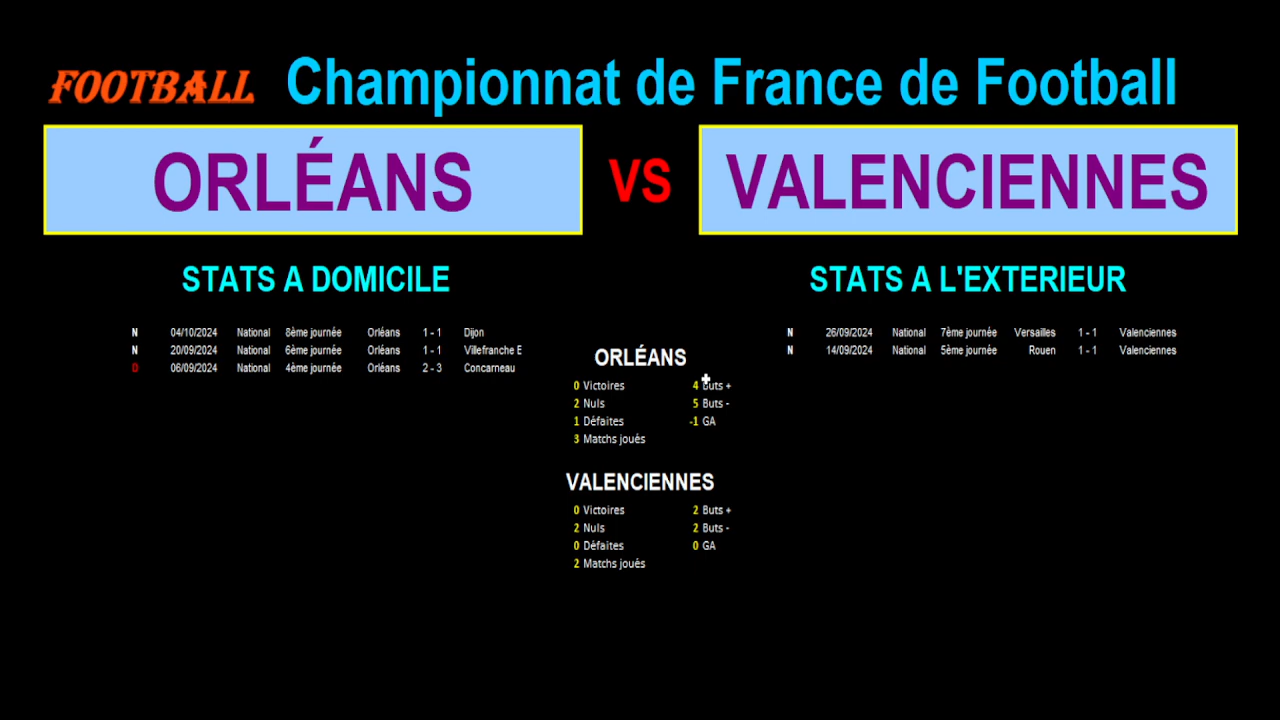 FOOTBALL Championnat de France de Football
ORLÉANS VS VALENCIENNES
STATS A DOMICILE
N 04/10/2024 National 8ème journée Orléans 1 - 1 Dijon
N 20/09/2024 National 6ème journée Orléans 1 - 1 Villefranche E
D 06/09/2024 National 4ème journée Orléans 2 - 3 Concarneau
STATS A L'EXTERIEUR
N 26/09/2024 National 7ème journée Versailles 1 - 1 Valenciennes
N 14/09/2024 National 5ème journée Rouen 1 - 1 Valenciennes
ORLÉANS
0 Victoires 4 Buts +
2 Nuls 5 Buts -
1 Défaites -1 GA
3 Matchs joués
VALENCIENNES
0 Victoires 2 Buts +
2 Nuls 2 Buts -
0 Défaites 0 GA
2 Matchs joués